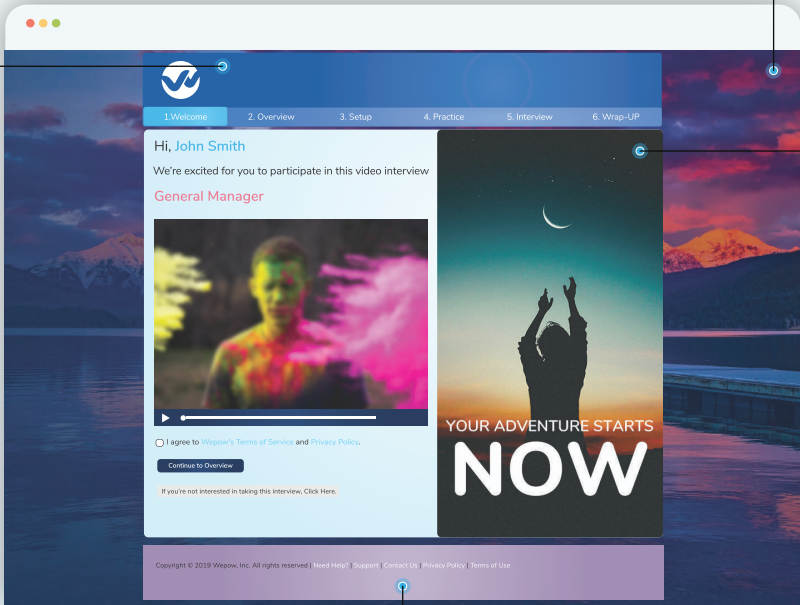 1.Welcome
2. Overview
3. Setup
4. Practice
5. Interview
6. Wrap-UP
Hi, John Smith
We're excited for you to participate in this video interview
General Manager
I agree to Wepow's Terms of Service and Privacy Policy.
Continue to Overview
If you're not interested in taking this interview, Click Here.
YOUR ADVENTURE STARTS
NOW
Copyright © 2019 Wepow, Inc. All rights reserved | Need Help? | Support | Contact Us | Privacy Policy | Terms of Use